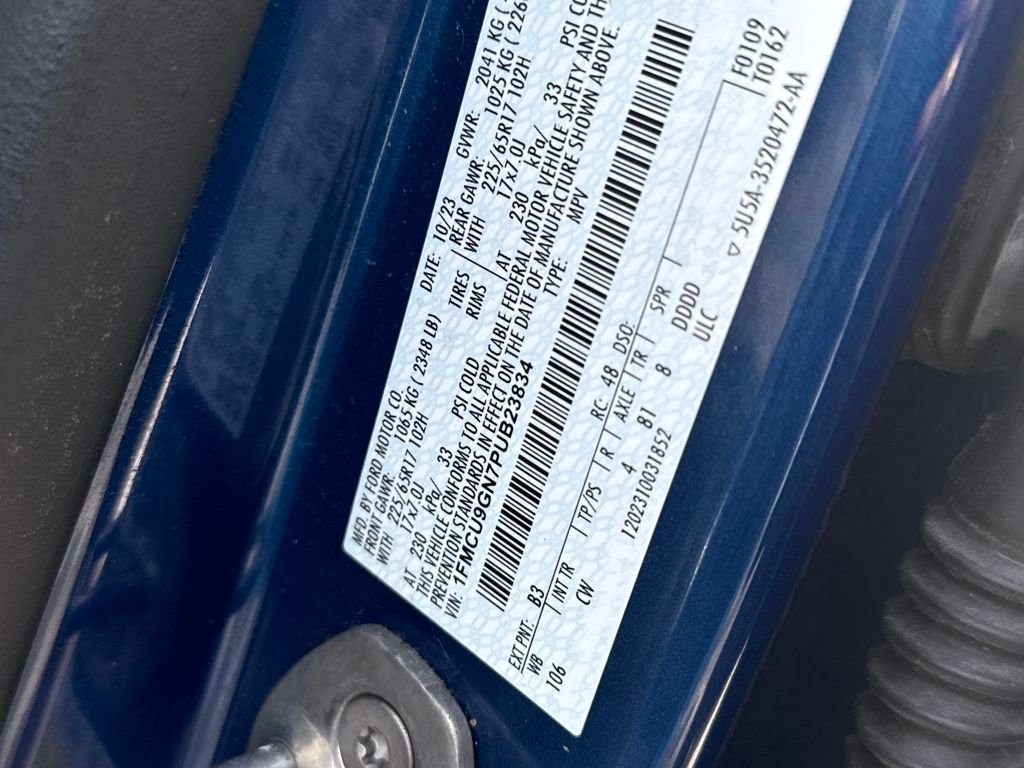 MFD. BY FORD MOTOR CO. DATE: 10/23 GVWR: 2041 KG (
FRONT GAWR: 1065 KG ( 2348 LB) REAR GAWR: 1025 KG ( 226
WITH 225/65R17 102H TIRES WITH 225/65R17 102H
17x7.0J RIMS 17x7.0J
AT 230 kPa/ 33 PSI COLD AT 230 kPa/ 33 PSI COL
THIS VEHICLE CONFORMS TO ALL APPLICABLE FEDERAL MOTOR VEHICLE SAFETY AND TH
PREVENTION STANDARDS IN EFFECT ON THE DATE OF MANUFACTURE SHOWN ABOVE.
VIN: 1FMCU9GN7PUB23834 TYPE: MPV
F0109
T0162
EXT PNT: B3 RC: 48 DSO:
WB INT TR TP/PS R AXLE TR SPR
106 CW 4 B1 8 DDDD
1202310031852 ULC
▽ 5U5A-3520472-AA